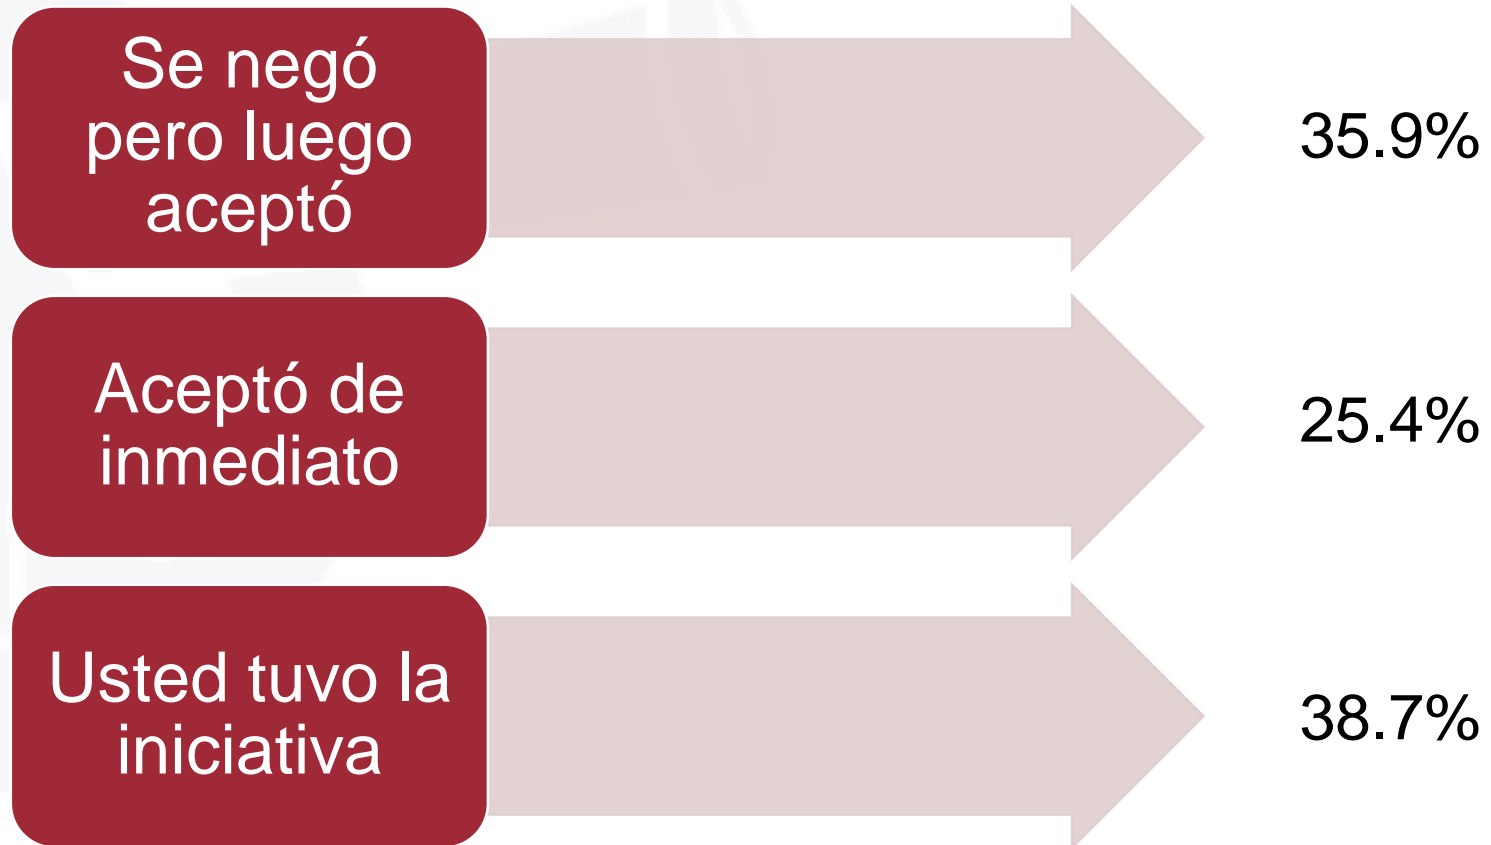 Se negó
pero luego
aceptó
35.9%
Aceptó de
inmediato
25.4%
Usted tuvo la
iniciativa
38.7%